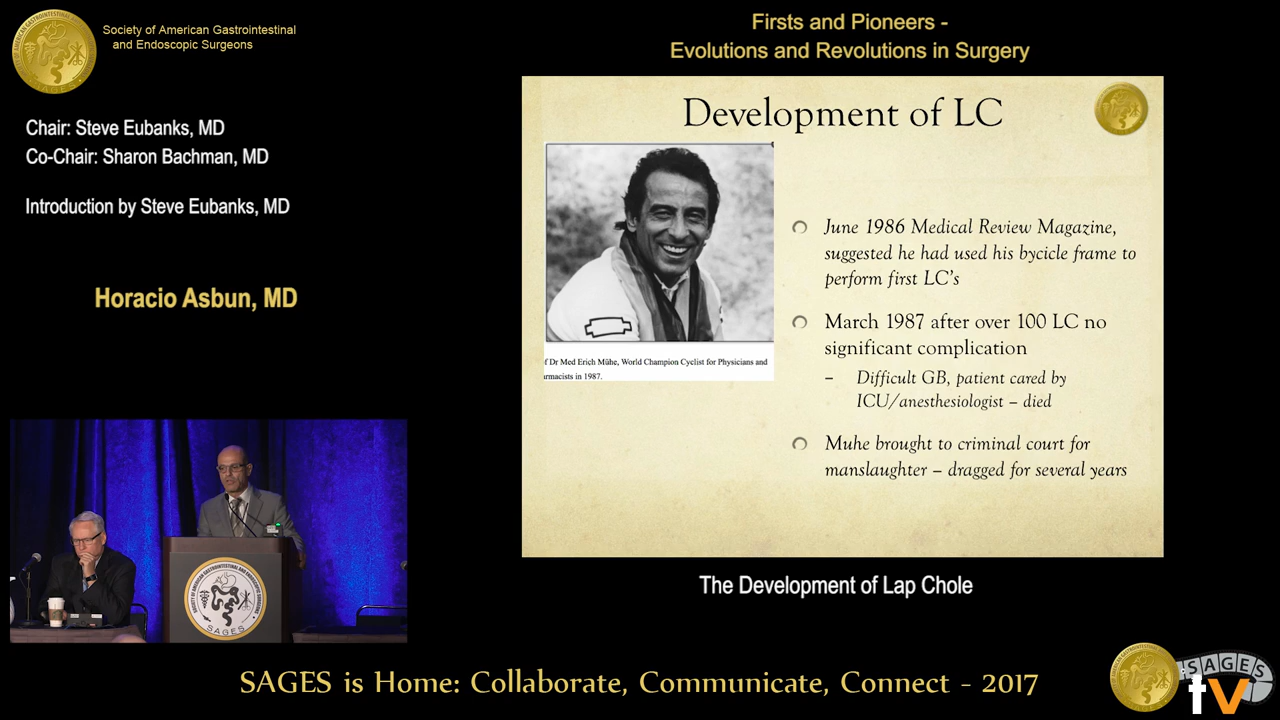 Society of American Gastrointestinal
and Endoscopic Surgeons
Firsts and Pioneers -
Evolutions and Revolutions in Surgery
Chair: Steve Eubanks, MD
Co-Chair: Sharon Bachman, MD
Introduction by Steve Eubanks, MD
Horacio Asbun, MD
Development of LC
June 1986 Medical Review Magazine,
suggested he had used his bycicle frame to
perform first LC's
March 1987 after over 100 LC no
significant complication
– Difficult GB, patient cared by
ICU/anesthesiologist – died
Muhe brought to criminal court for
manslaughter – dragged for several years
f Dr Med Erich Mühe, World Champion Cyclist for Physicians and
rmacists in 1987.
The Development of Lap Chole
SAGES
SAGES is Home: Collaborate, Communicate, Connect - 2017
SAGES
tv